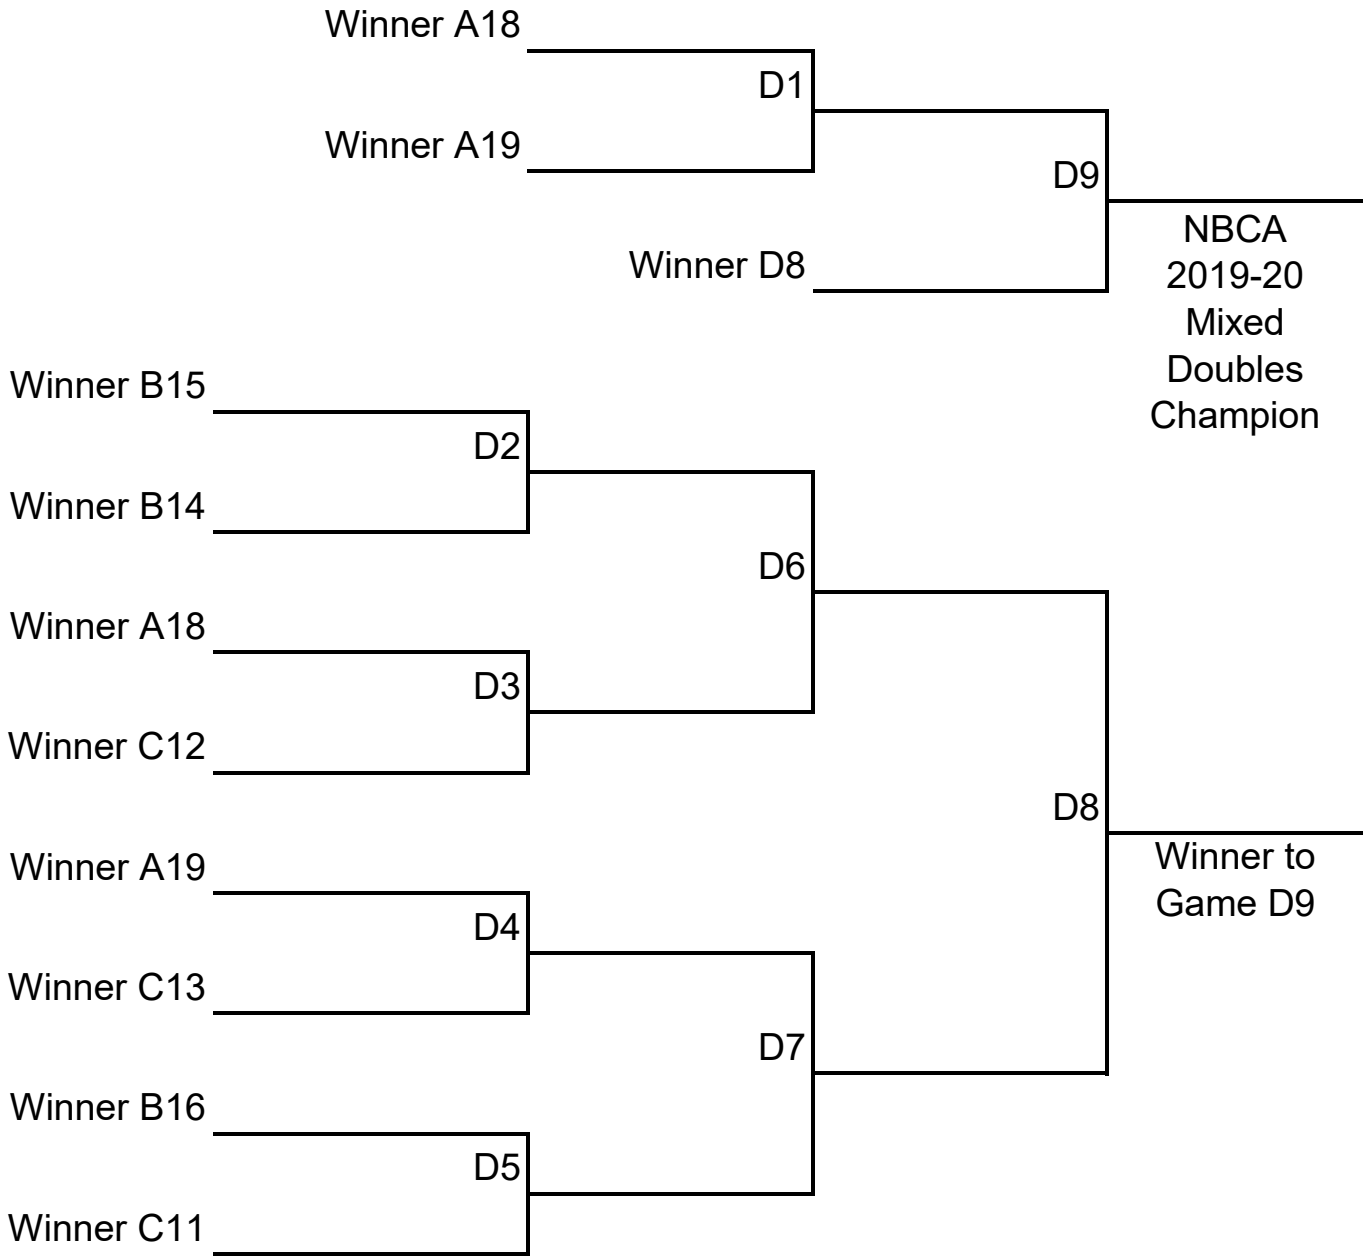 Winner A18
D1
Winner A19
D9
NBCA
2019-20
Mixed
Doubles
Champion
Winner D8
Winner B15
D2
Winner B14
D6
Winner A18
D3
Winner C12
D8
Winner to
Game D9
Winner A19
D4
Winner C13
D7
Winner B16
D5
Winner C11